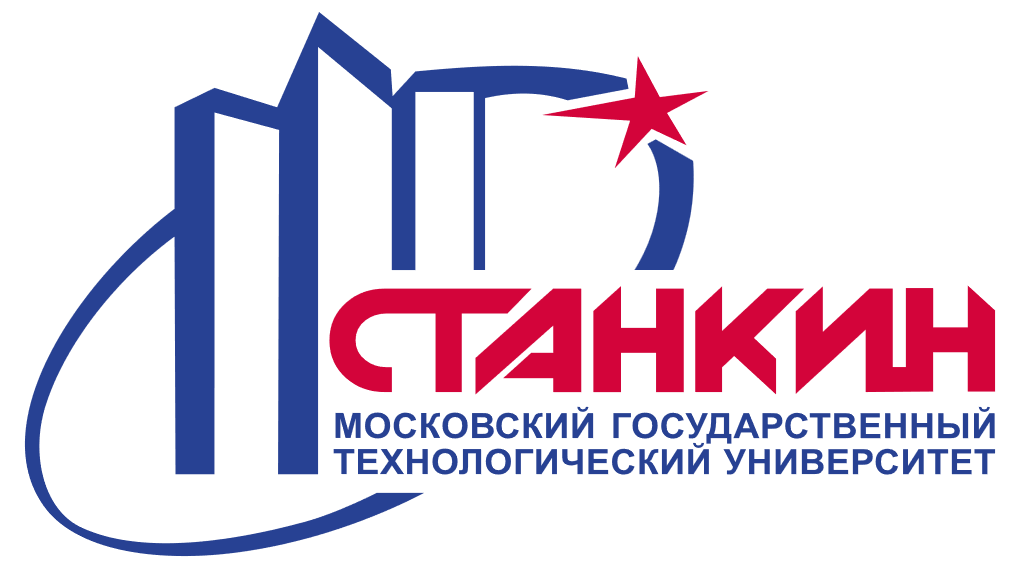 СТАНКИН
МОСКОВСКИЙ ГОСУДАРСТВЕННЫЙ
ТЕХНОЛОГИЧЕСКИЙ УНИВЕРСИТЕТ